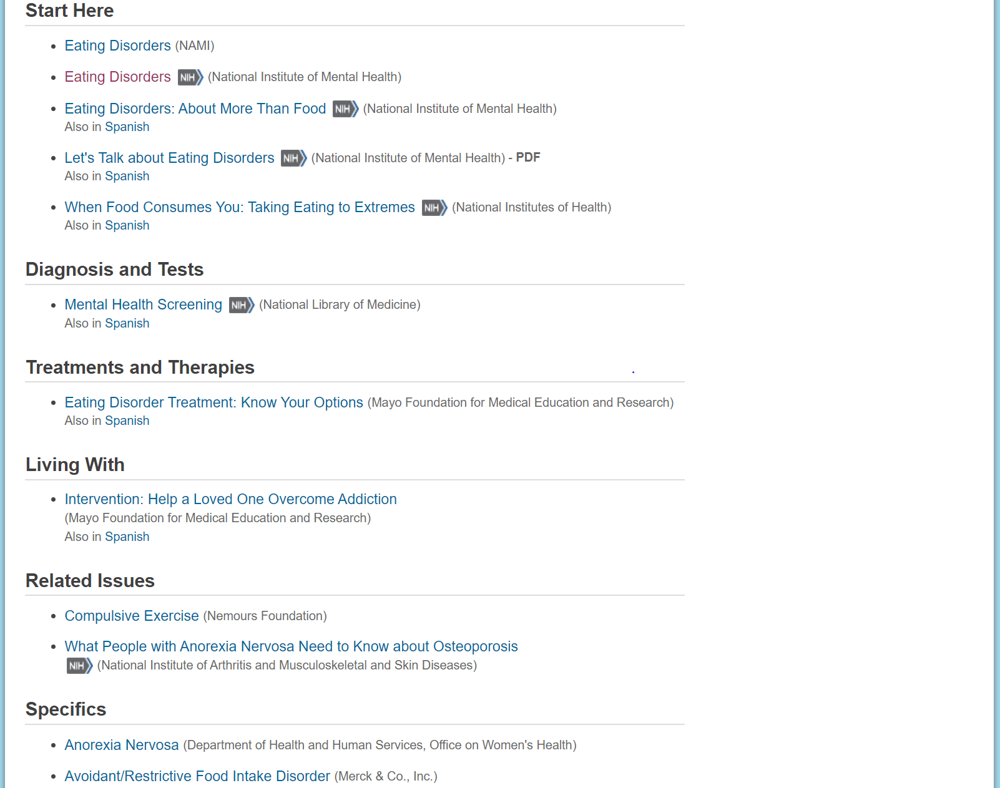 Start Here
Eating Disorders (NAMI)
Eating Disorders NIH (National Institute of Mental Health)
Eating Disorders: About More Than Food NIH (National Institute of Mental Health)
Also in Spanish
Let's Talk about Eating Disorders NIH (National Institute of Mental Health) - PDF
Also in Spanish
When Food Consumes You: Taking Eating to Extremes NIH (National Institutes of Health)
Also in Spanish
Diagnosis and Tests
Mental Health Screening NIH (National Library of Medicine)
Also in Spanish
Treatments and Therapies
Eating Disorder Treatment: Know Your Options (Mayo Foundation for Medical Education and Research)
Also in Spanish
Living With
Intervention: Help a Loved One Overcome Addiction
(Mayo Foundation for Medical Education and Research)
Also in Spanish
Related Issues
Compulsive Exercise (Nemours Foundation)
What People with Anorexia Nervosa Need to Know about Osteoporosis
NIH (National Institute of Arthritis and Musculoskeletal and Skin Diseases)
Specifics
Anorexia Nervosa (Department of Health and Human Services, Office on Women's Health)
Avoidant/Restrictive Food Intake Disorder (Merck & Co., Inc.)